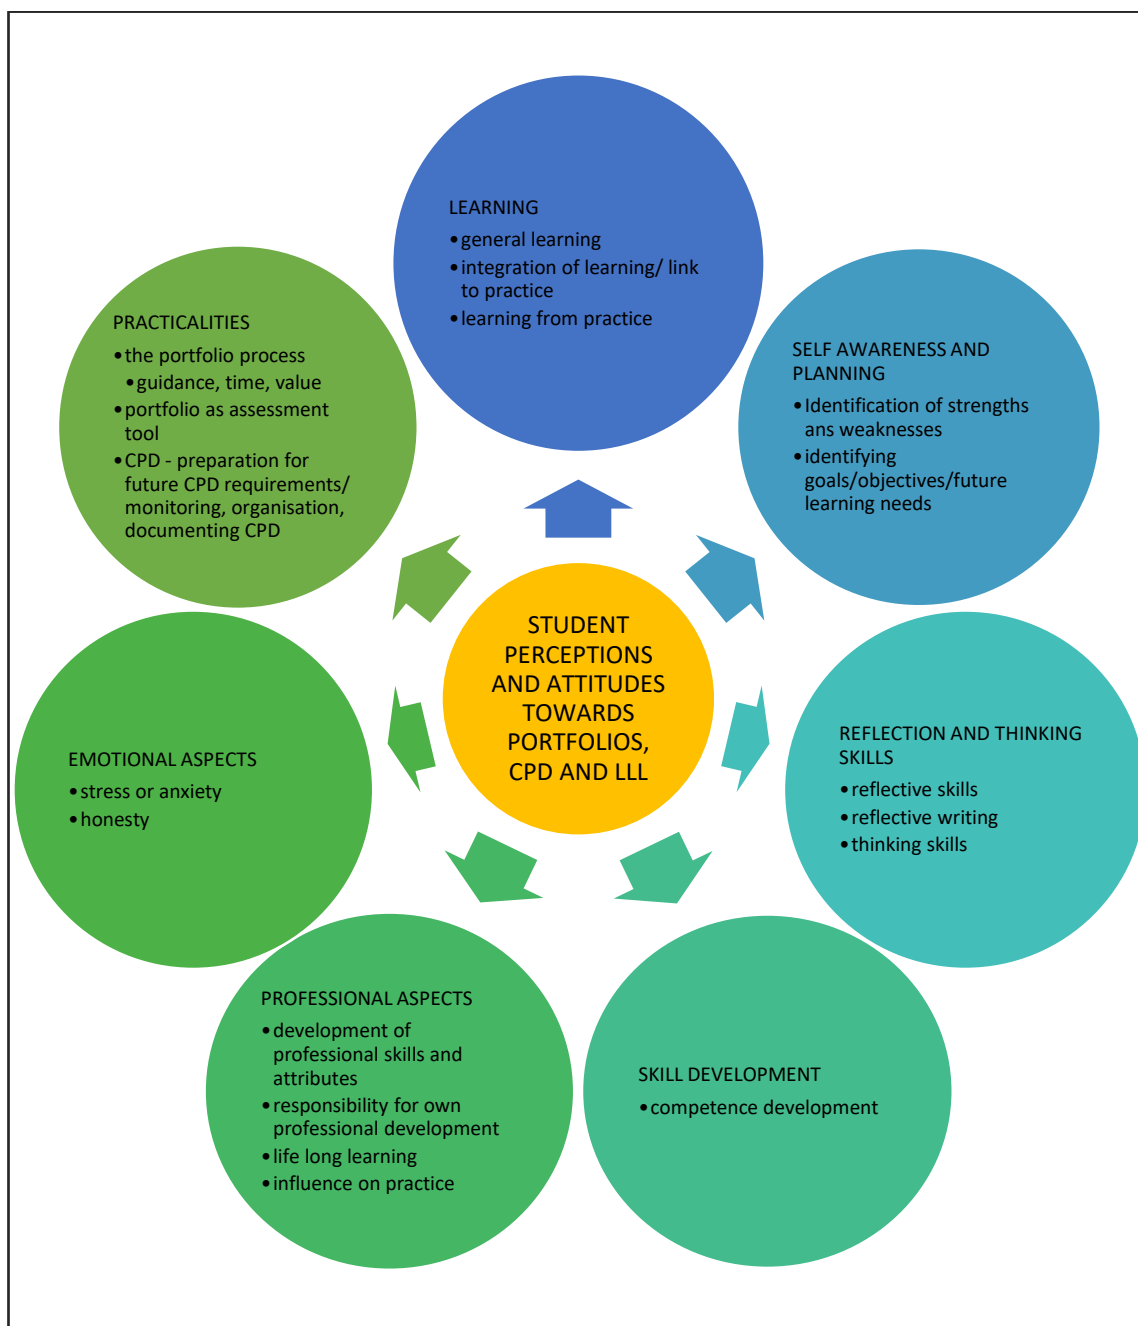 LEARNING
•general learning
•integration of learning/ link
to practice
•learning from practice
SELF AWARENESS AND
PLANNING
•Identification of strengths
ans weaknesses
•identifying
goals/objectives/future
learning needs
REFLECTION AND THINKING
SKILLS
•reflective skills
•reflective writing
•thinking skills
SKILL DEVELOPMENT
•competence development
PROFESSIONAL ASPECTS
•development of
professional skills and
attributes
•responsibility for own
professional development
•life long learning
•influence on practice
EMOTIONAL ASPECTS
•stress or anxiety
•honesty
PRACTICALITIES
•the portfolio process
•guidance, time, value
•portfolio as assessment
tool
•CPD - preparation for
future CPD requirements/
monitoring, organisation,
documenting CPD
STUDENT
PERCEPTIONS
AND ATTITUDES
TOWARDS
PORTFOLIOS,
CPD AND LLL